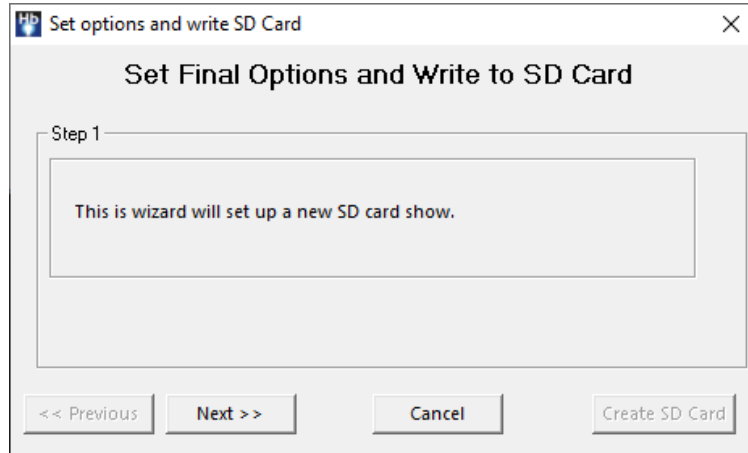 Hb
Set options and write SD Card
Set Final Options and Write to SD Card
Step 1
This is wizard will set up a new SD card show.
<< Previous
Next >>
Cancel
Create SD Card